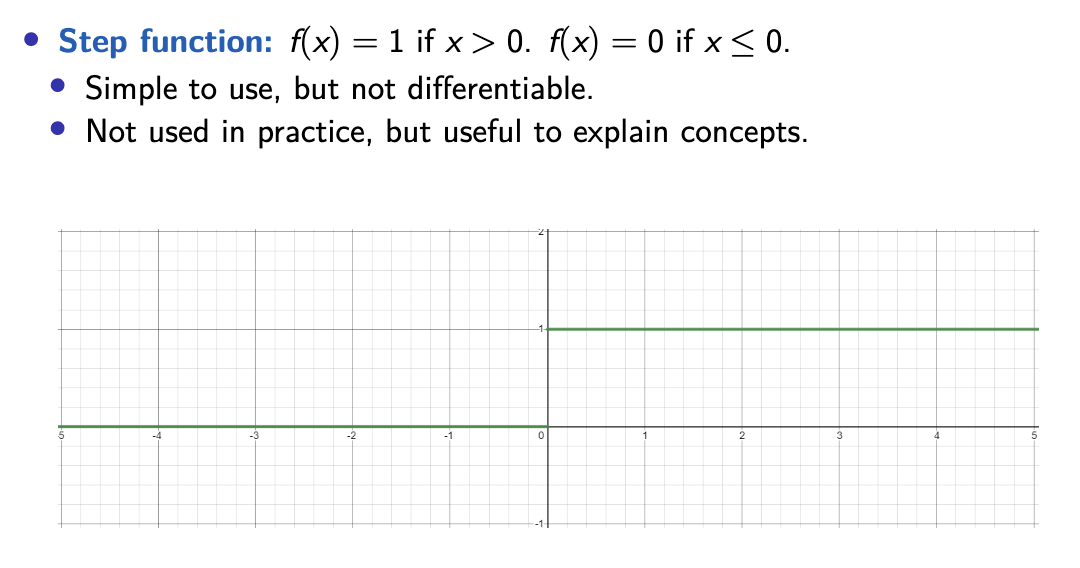 • Step function: f(x) = 1 if x > 0. f(x) = 0 if x ≤ 0.
• Simple to use, but not differentiable.
• Not used in practice, but useful to explain concepts.
2
1
5 -4 -3 -2 -1 0 1 2 3 4 5
-1